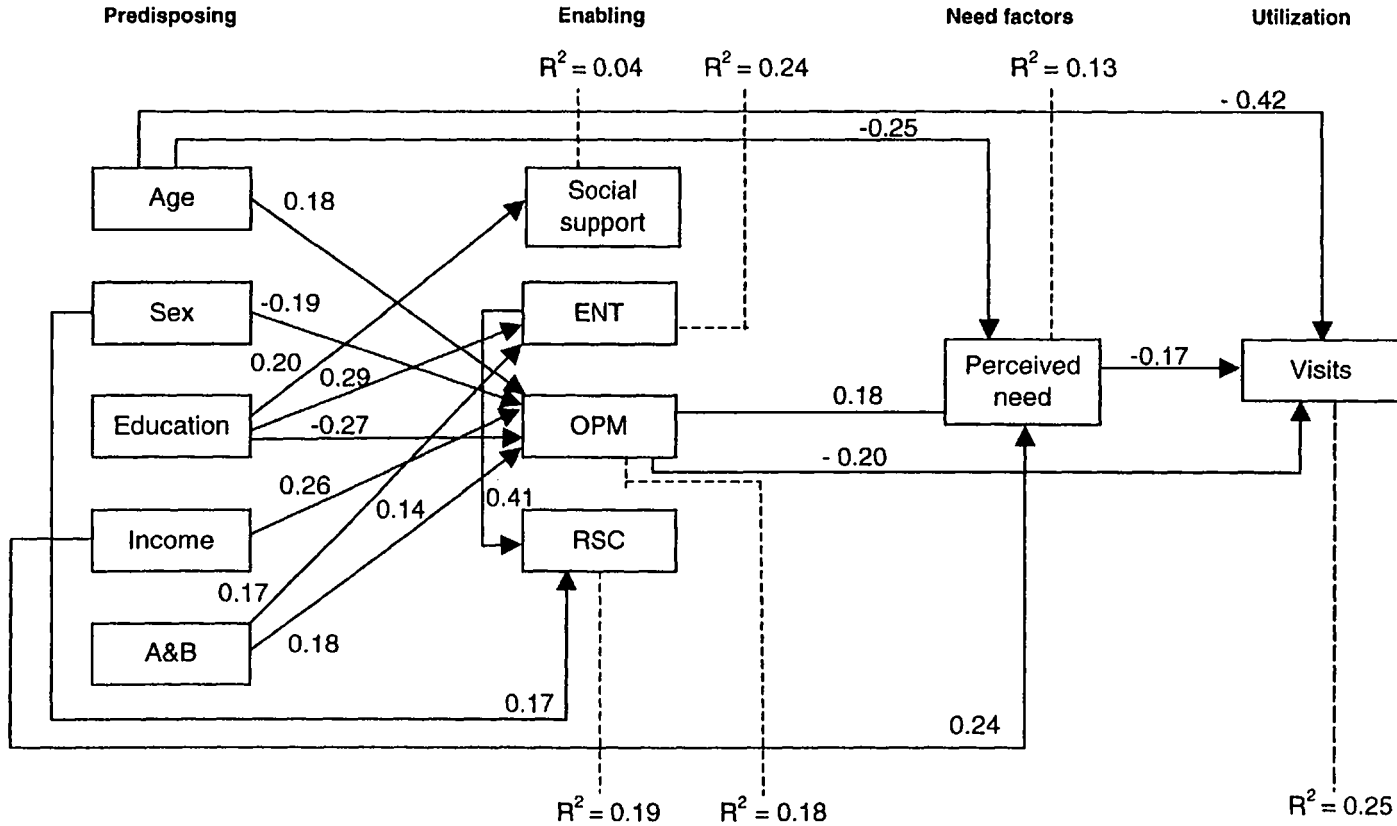 Predisposing Enabling Need factors Utilization
R² = 0.04 R² = 0.24 R² = 0.13
- 0.42
-0.25
Age
0.18
Social
support
Sex
-0.19
ENT
0.20
0.29
Perceived
need
-0.17
Visits
Education
-0.27
OPM
0.18
- 0.20
0.26
0.14
0.41
Income
RSC
0.17
A&B
0.18
0.17
0.24
R² = 0.19 R² = 0.18 R² = 0.25